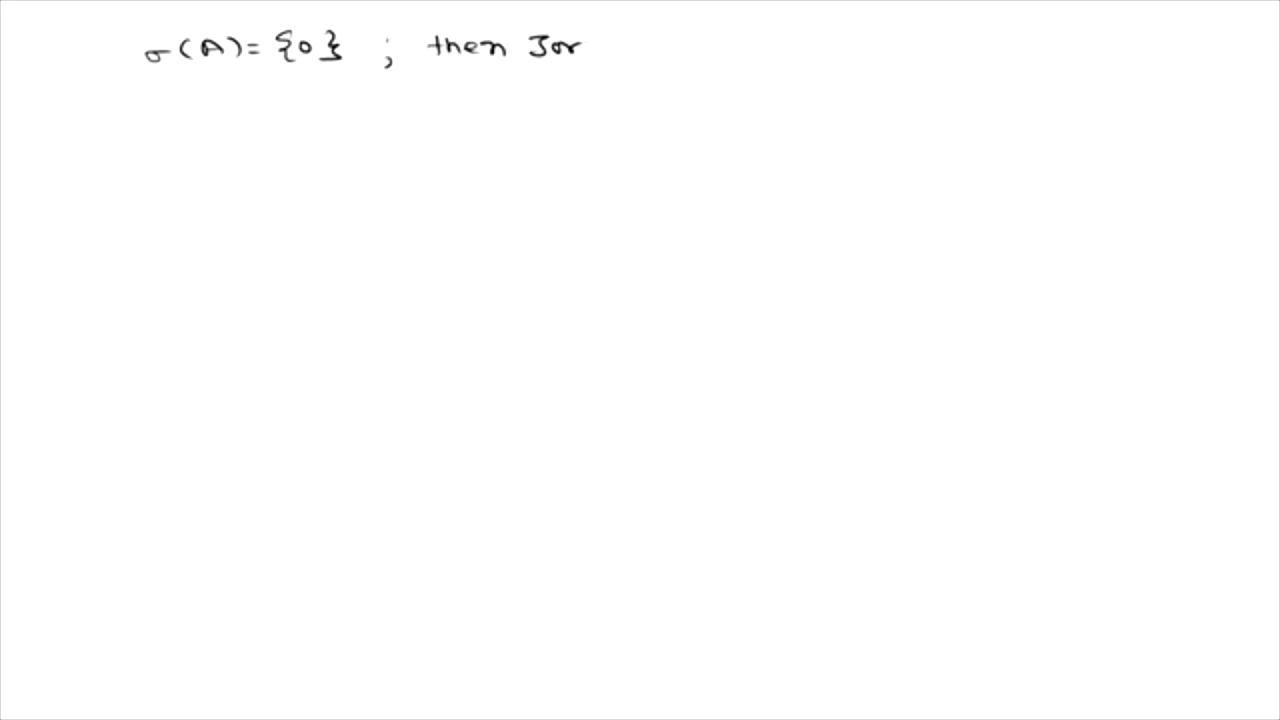 σ(A) = {0} ; then Jor